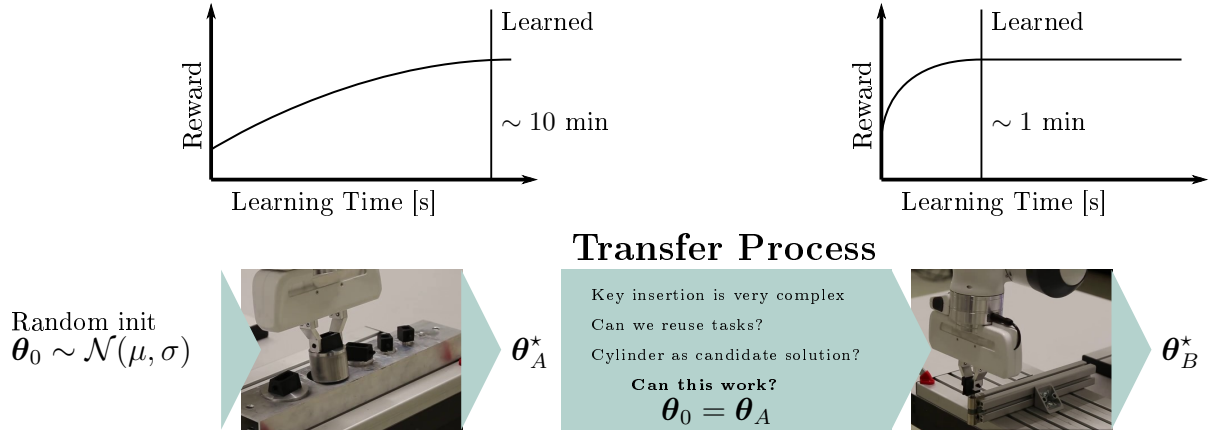 Learned
Reward
∼ 10 min
Learning Time [s]
Learned
Reward
∼ 1 min
Learning Time [s]
Transfer Process
Random init
θ₀ ∼ 𝒩(μ, σ)
θ*_A
Key insertion is very complex
Can we reuse tasks?
Cylinder as candidate solution?
Can this work?
θ₀ = θ_A
θ*_B